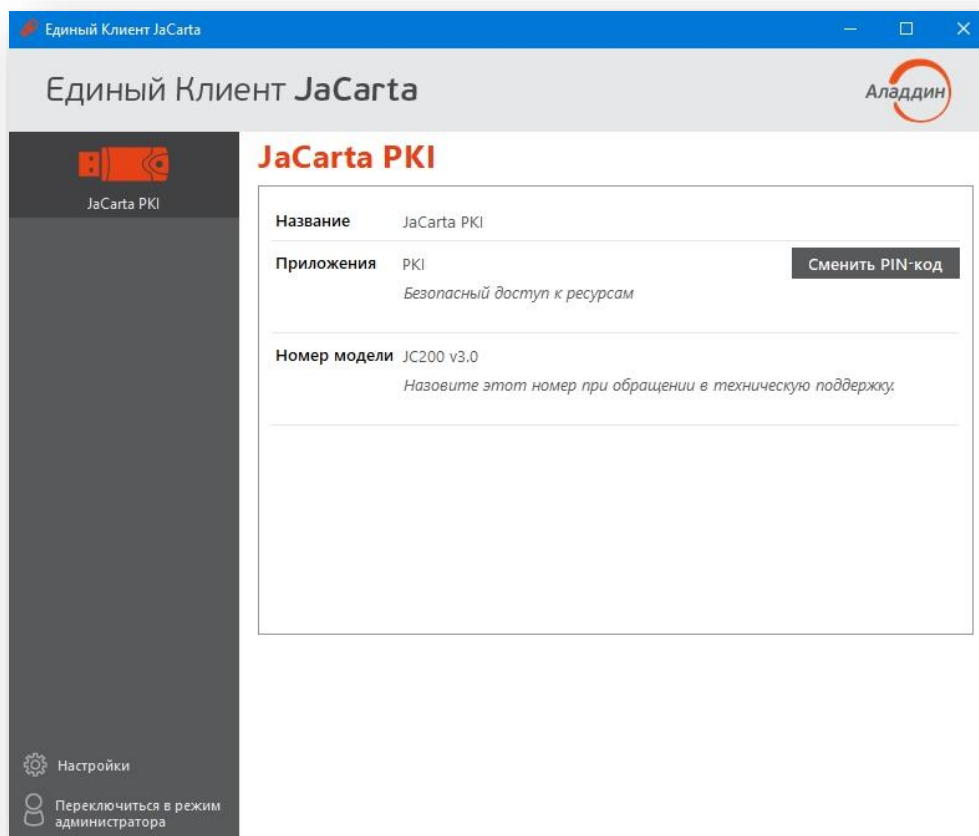 Единый Клиент JaCarta
Единый Клиент JaCarta
Аладдин
JaCarta PKI
JaCarta PKI
Название JaCarta PKI
Приложения PKI
Сменить PIN-код
Безопасный доступ к ресурсам
Номер модели JC200 v3.0
Назовите этот номер при обращении в техническую поддержку.
Настройки
Переключиться в режим
администратора